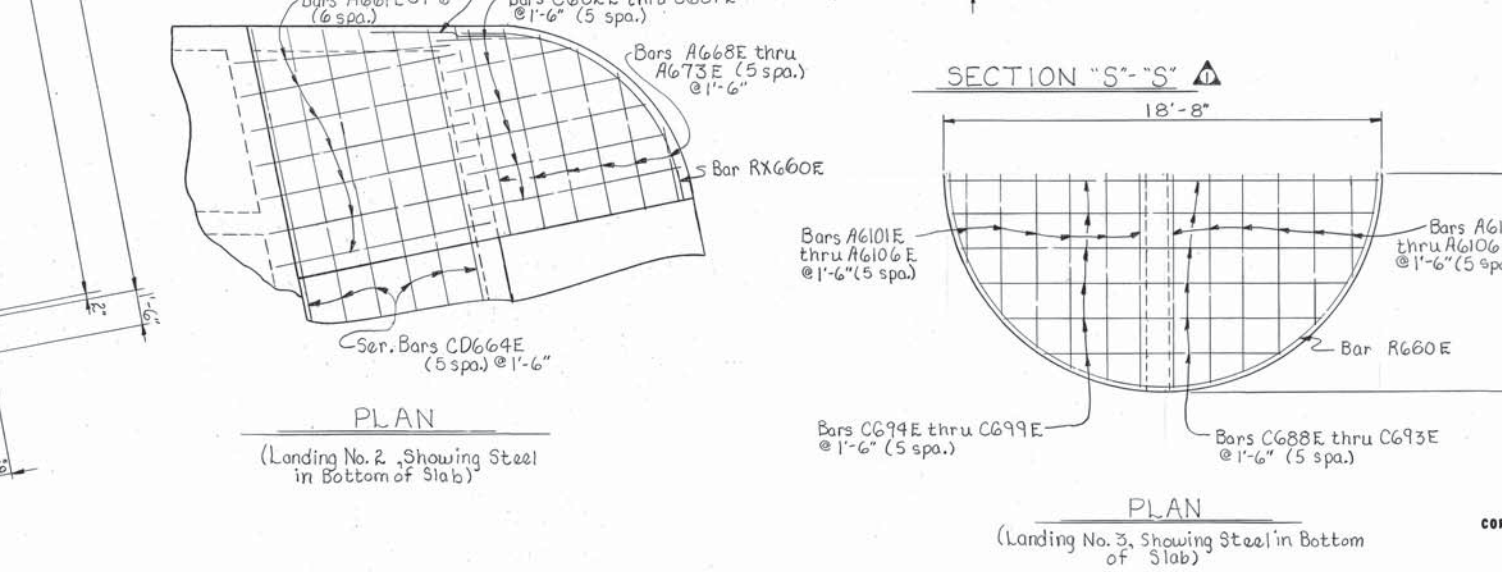 (6 spa.)
@1'-6" (5 spa.)
Bars A668E thru
A673E (5 spa.)
@1'-6"
Bar RX660E
Ser. Bars CD664E
(5 spa.) @ 1'-6"
2"
1'-6"
PLAN
(Landing No. 2, Showing Steel
in Bottom of Slab)
SECTION "S"-"S" 1
18'-8"
Bars A6101E
thru A6106E
@1'-6" (5 spa.)
Bars
thru A6106
@1'-6" (5
Bar R660E
Bars C694E thru C699E
@1'-6" (5 spa.)
Bars C688E thru C693E
@1'-6" (5 spa.)
PLAN
(Landing No. 3, Showing Steel in Bottom
of Slab)